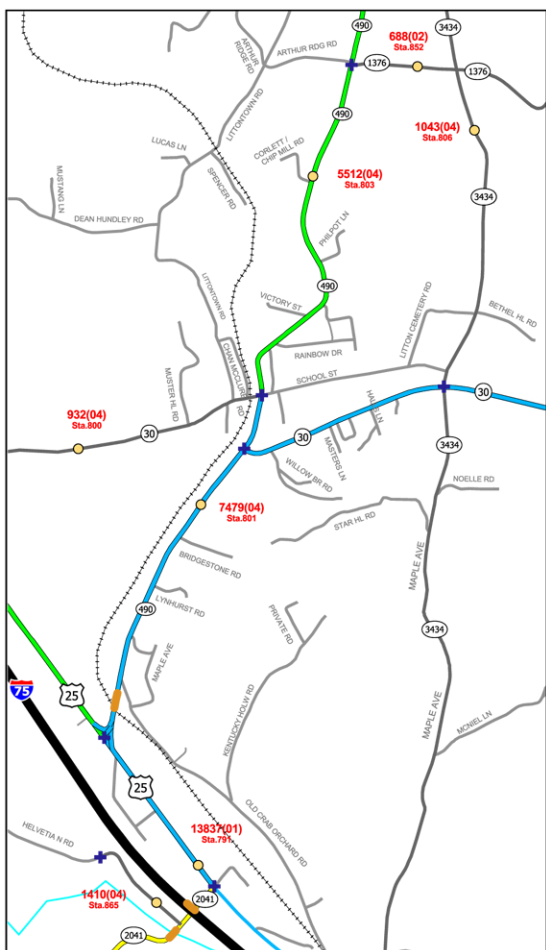 490
3434
688(02)
Sta.852
ARTHUR RIDGE RD
ARTHUR RDG RD
1376
1376
LITTONTOWN RD
490
1043(04)
Sta.806
LUCAS LN
CORLETT /
CHIP MILL RD
5512(04)
Sta.803
SPENCER RD
MUSTANG LN
3434
DEAN HUNDLEY RD
PHILPOT LN
LITTONTOWN RD
490
VICTORY ST
LITTON CEMETERY RD
BETHEL HL RD
CHAN MCCLURE RD
RAINBOW DR
MUSTER HL RD
SCHOOL ST
HALLS LN
30
932(04)
Sta.800
30
30
MASTERS LN
3434
WILLOW BR RD
NOELLE RD
7479(04)
Sta.801
STAR HL RD
BRIDGESTONE RD
MAPLE AVE
LYNHURST RD
490
PRIVATE RD
3434
MAPLE AVE
75
25
KENTUCKY HOLW RD
MAPLE AVE
MCNIEL LN
25
OLD CRAB ORCHARD RD
13837(01)
Sta.791
HELVETIA N RD
1410(04)
Sta.865
2041
2041